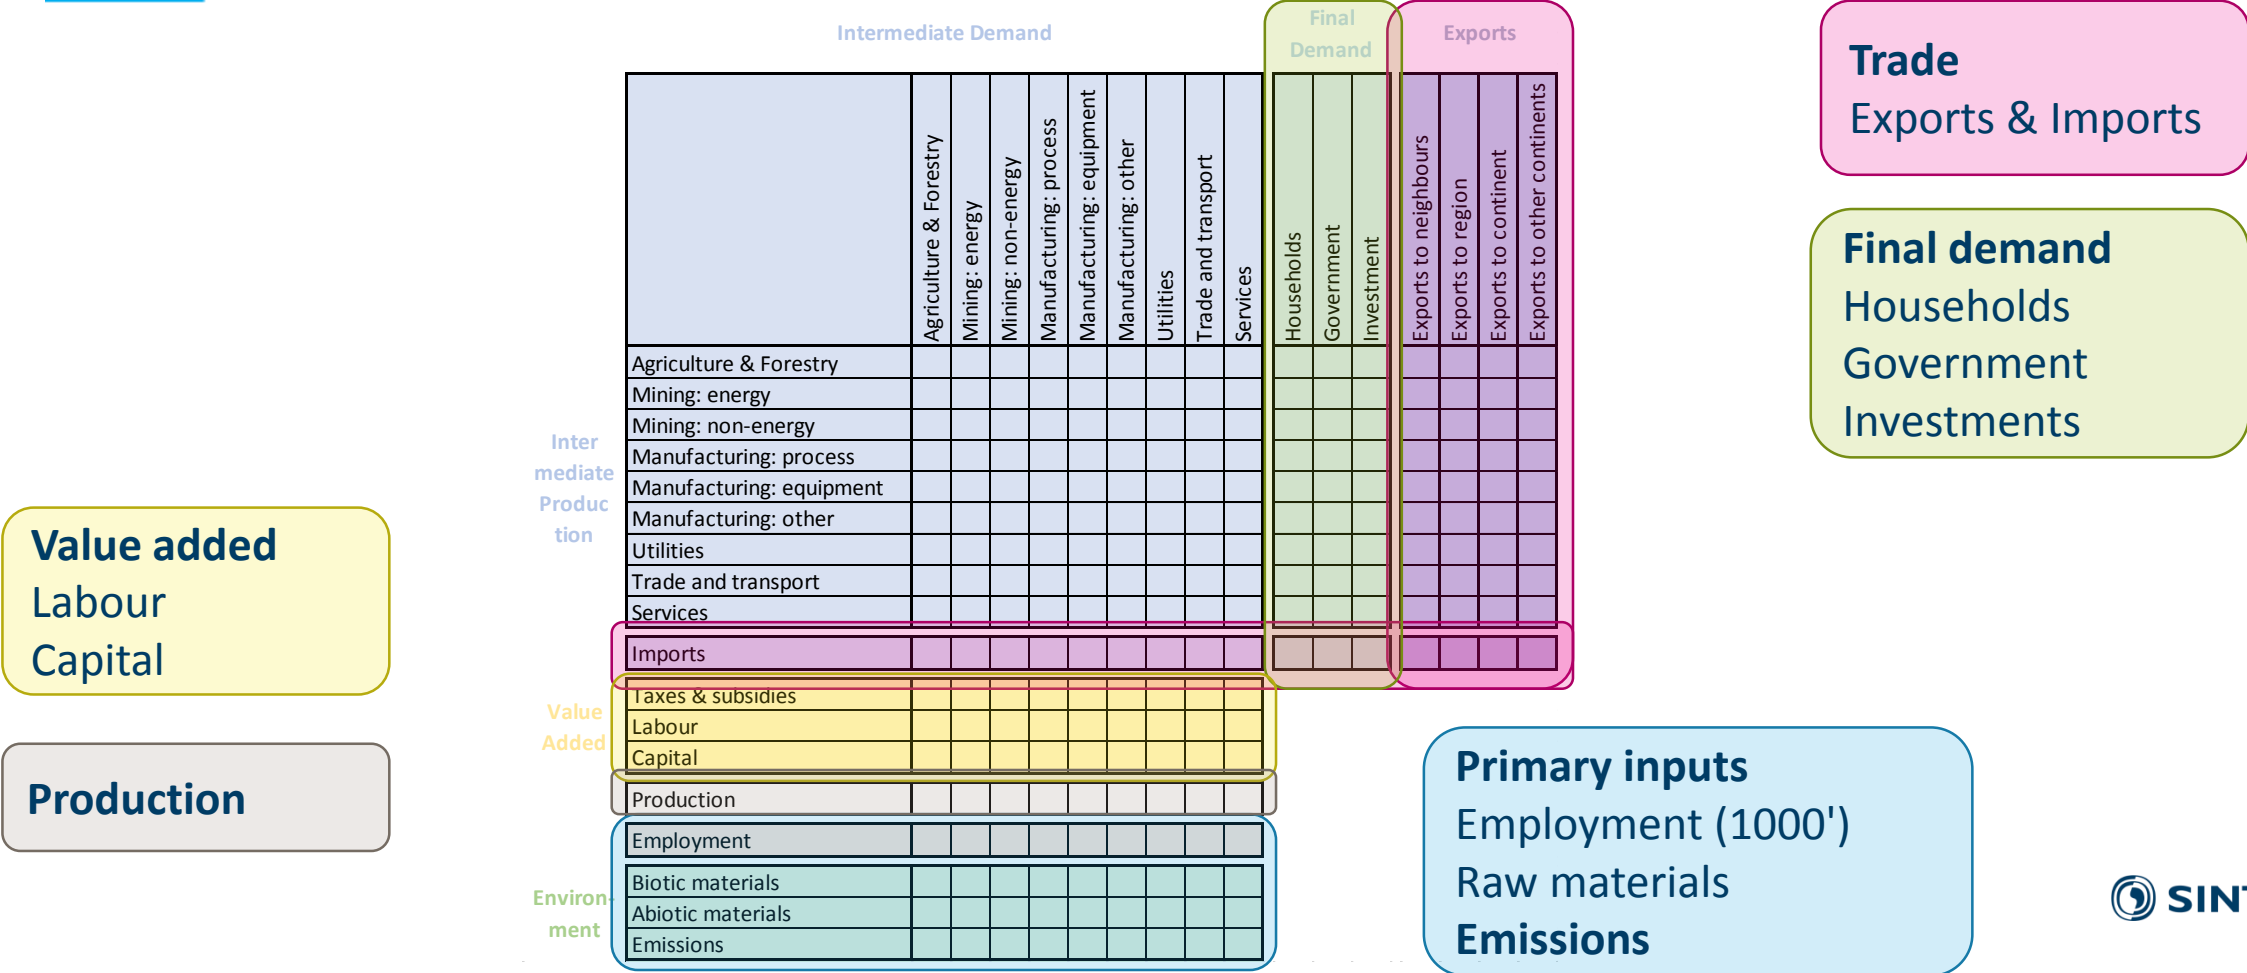 Intermediate Demand
Final
Demand
Exports
Agriculture & Forestry
Mining: energy
Mining: non-energy
Manufacturing: process
Manufacturing: equipment
Manufacturing: other
Utilities
Trade and transport
Services
Households
Government
Investment
Exports to neighbours
Exports to region
Exports to continent
Exports to other continents
Inter
mediate
Produc
tion
Agriculture & Forestry
Mining: energy
Mining: non-energy
Manufacturing: process
Manufacturing: equipment
Manufacturing: other
Utilities
Trade and transport
Services
Imports
Value
Added
Taxes & subsidies
Labour
Capital
Production
Employment
Environ-
ment
Biotic materials
Abiotic materials
Emissions
Value added
Labour
Capital
Production
Trade
Exports & Imports
Final demand
Households
Government
Investments
Primary inputs
Employment (1000')
Raw materials
Emissions